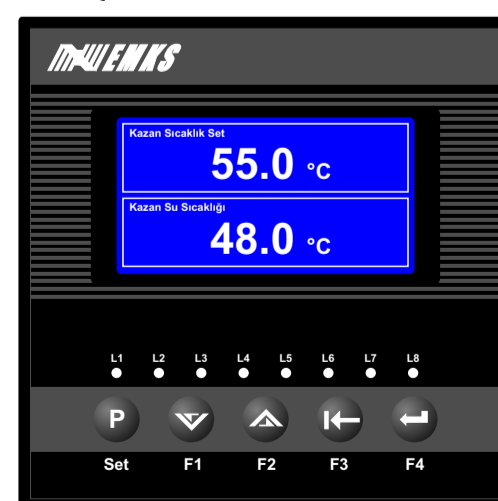 EMKS
Kazan Sıcaklık Set
55.0 °C
Kazan Su Sıcaklığı
48.0 °C
L1 L2 L3 L4 L5 L6 L7 L8
P
Set F1 F2 F3 F4